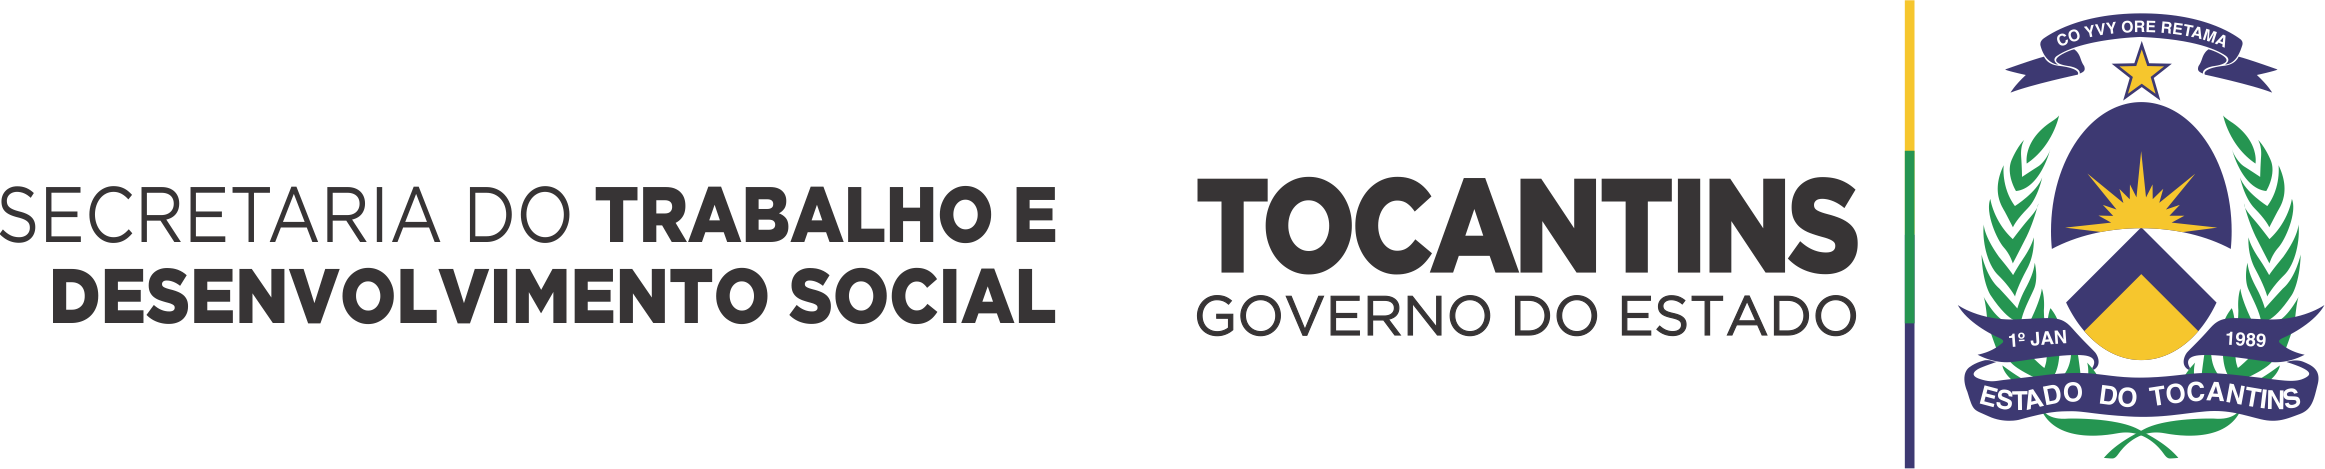 SECRETARIA DO TRABALHO E
DESENVOLVIMENTO SOCIAL
TOCANTINS
GOVERNO DO ESTADO
CO YVY ORE RETAMA
1º JAN
1989
ESTADO DO TOCANTINS